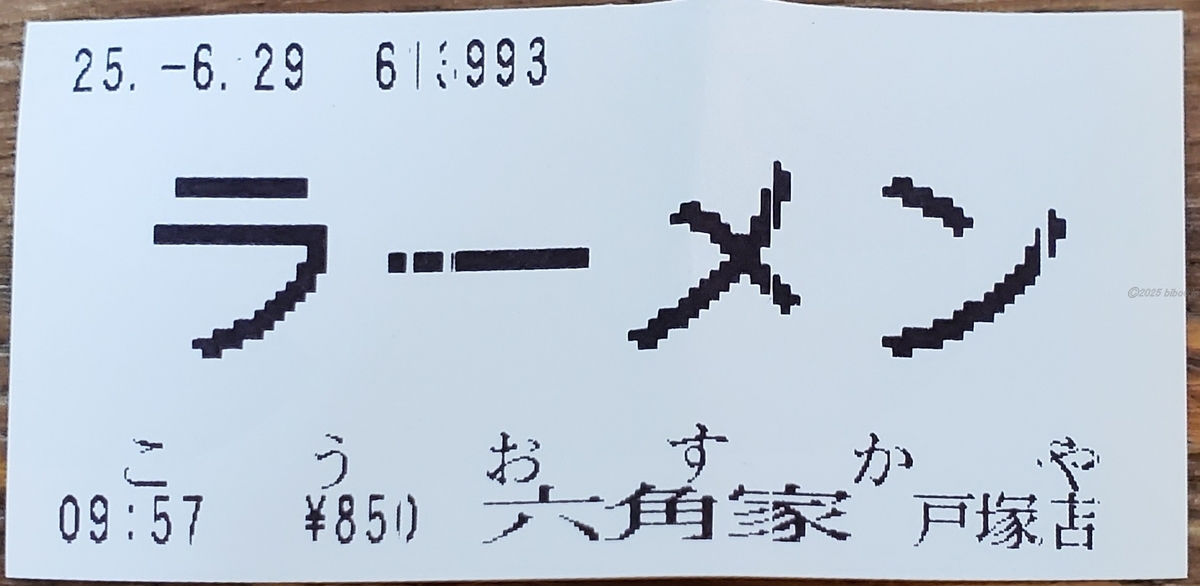 25.-6.29 993
ラーメン
こ う お す か や
09:57 ¥850 六角家 戸塚店